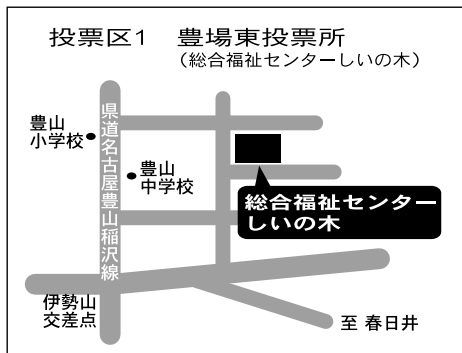 投票区1 豊場東投票所
（総合福祉センターしいの木）
豊山
小学校
県道名古屋豊山稲沢線
豊山
中学校
総合福祉センター
しいの木
伊勢山
交差点
至 春日井